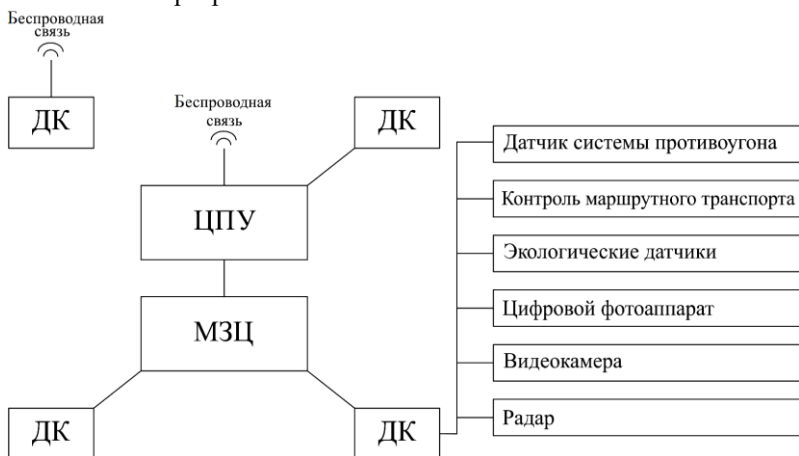 Беспроводная
связь
ДК
Беспроводная
связь
ДК
ЦПУ
МЗЦ
ДК
ДК
Датчик системы противоугона
Контроль маршрутного транспорта
Экологические датчики
Цифровой фотоаппарат
Видеокамера
Радар